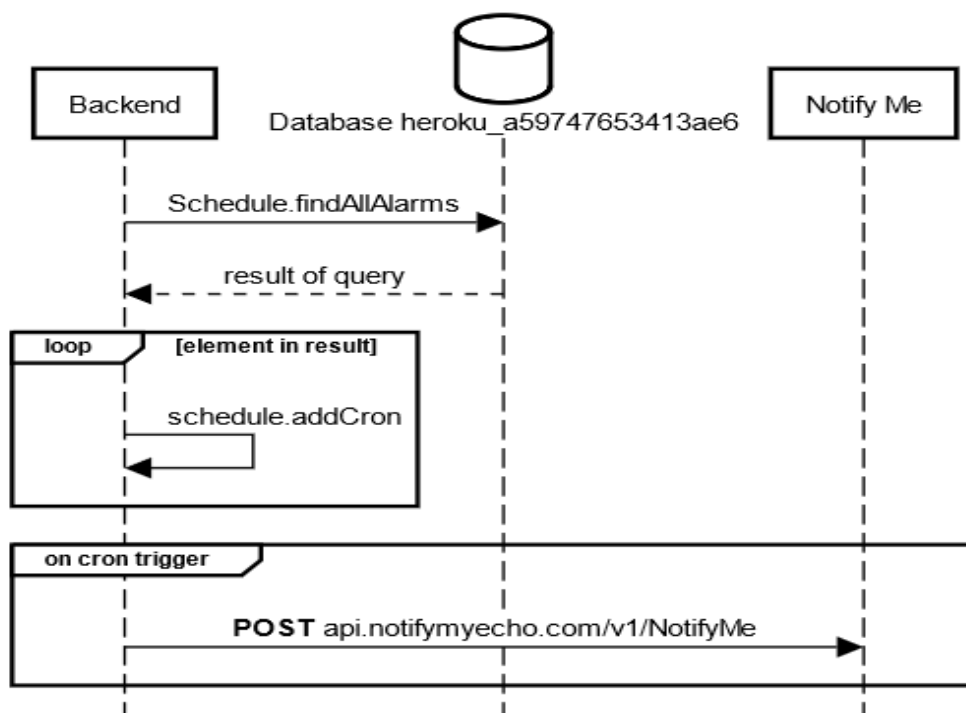 Backend
Database heroku_a59747653413ae6
Notify Me
Schedule.findAllAlarms
result of query
loop [element in result]
schedule.addCron
on cron trigger
POST api.notifymyecho.com/v1/NotifyMe